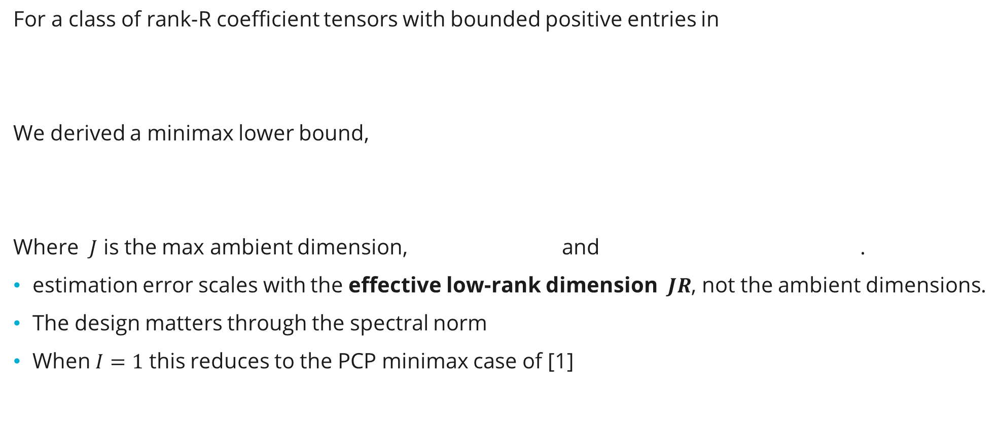 For a class of rank-R coefficient tensors with bounded positive entries in
We derived a minimax lower bound,
Where J is the max ambient dimension, and .
• estimation error scales with the effective low-rank dimension JR, not the ambient dimensions.
• The design matters through the spectral norm
• When I = 1 this reduces to the PCP minimax case of [1]